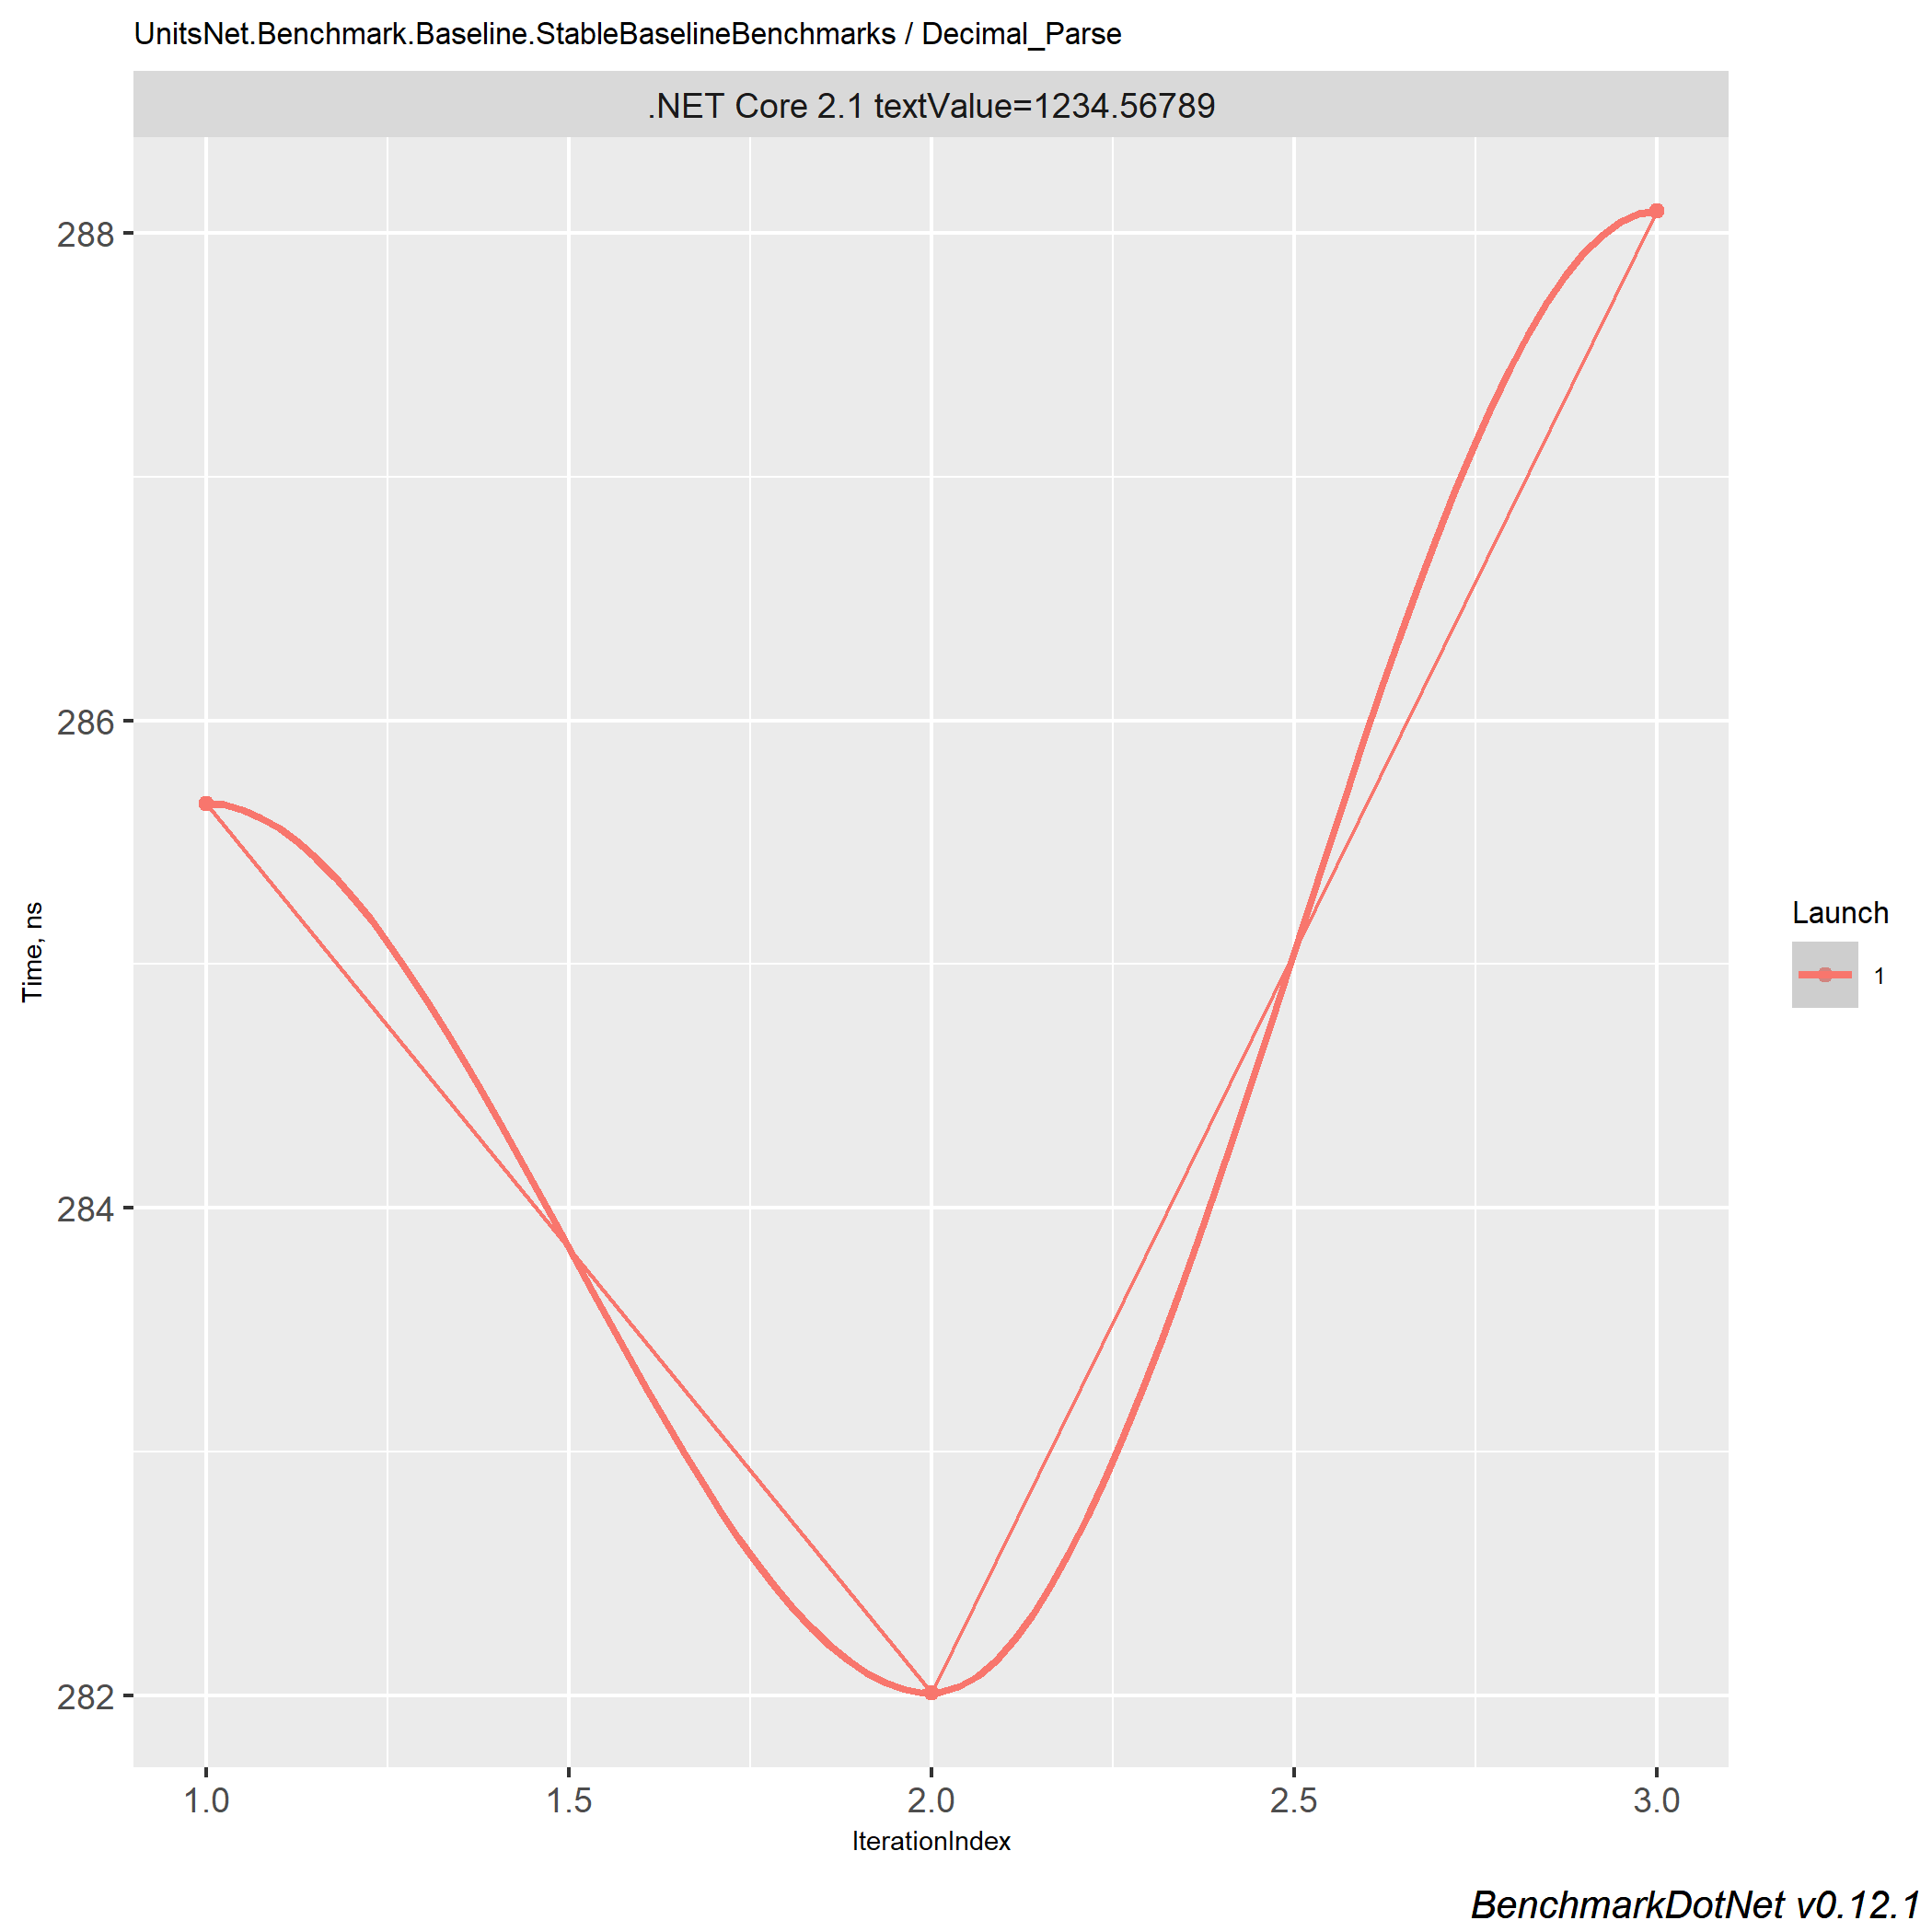 UnitsNet.Benchmark.Baseline.StableBaselineBenchmarks / Decimal_Parse
.NET Core 2.1 textValue=1234.56789
288
286
284
282
Time, ns
1.0 1.5 2.0 2.5 3.0
IterationIndex
Launch
1
BenchmarkDotNet v0.12.1